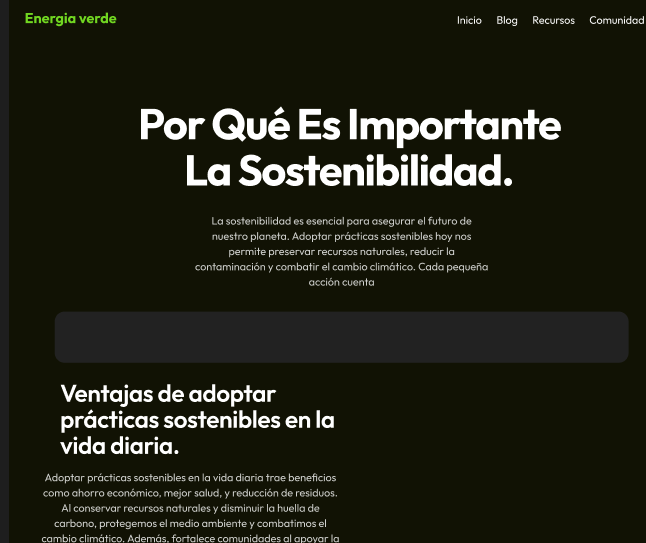 Energia verde
Inicio Blog Recursos Comunidad
Por Qué Es Importante
La Sostenibilidad.
La sostenibilidad es esencial para asegurar el futuro de
nuestro planeta. Adoptar prácticas sostenibles hoy nos
permite preservar recursos naturales, reducir la
contaminación y combatir el cambio climático. Cada pequeña
acción cuenta
Ventajas de adoptar
prácticas sostenibles en la
vida diaria.
Adoptar prácticas sostenibles en la vida diaria trae beneficios
como ahorro económico, mejor salud, y reducción de residuos.
Al conservar recursos naturales y disminuir la huella de
carbono, protegemos el medio ambiente y combatimos el
cambio climático. Además, fortalece comunidades al apoyar la